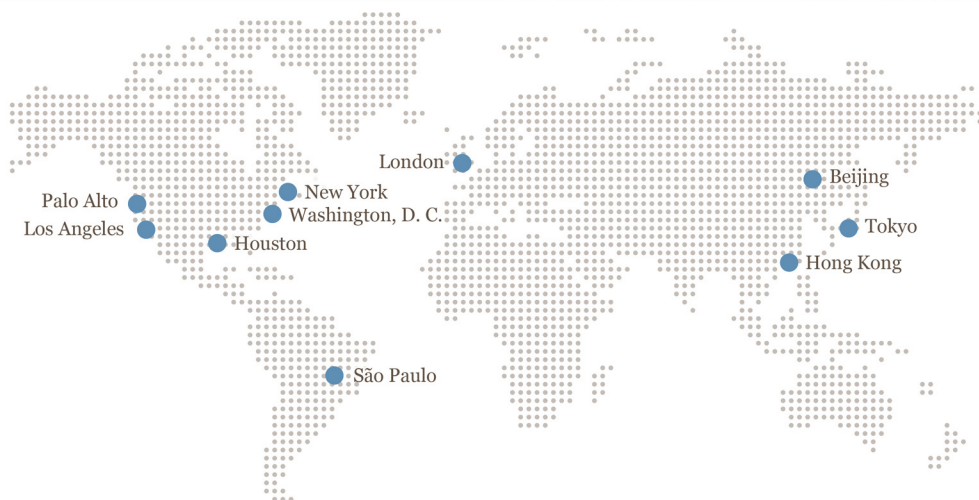 London
Beijing
New York
Palo Alto
Washington, D. C.
Tokyo
Los Angeles
Houston
Hong Kong
São Paulo